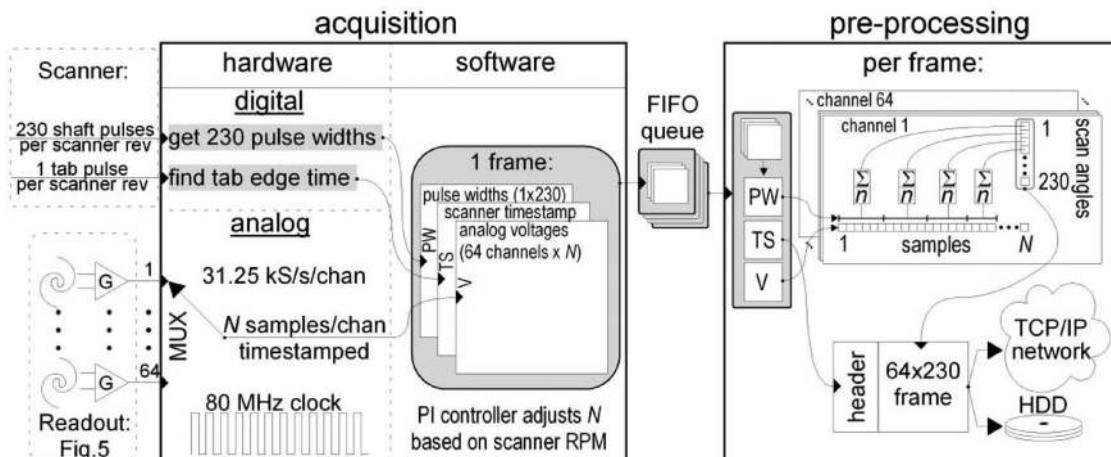 acquisition
pre-processing
Scanner:
hardware
software
per frame:
digital
230 shaft pulses
per scanner rev
get 230 pulse widths
1 tab pulse
per scanner rev
find tab edge time
analog
31.25 kS/s/chan
N samples/chan
timestamped
80 MHz clock
G
1
G
64
MUX
Readout:
Fig.5
1 frame:
pulse widths (1x230)
scanner timestamp
analog voltages
(64 channels x N)
PW
TS
V
PI controller adjusts N
based on scanner RPM
FIFO
queue
PW
TS
V
channel 64
channel 1
1
230
scan angles
Σ/n
Σ/n
Σ/n
Σ/n
1
samples
N
header
64x230
frame
TCP/IP
network
HDD